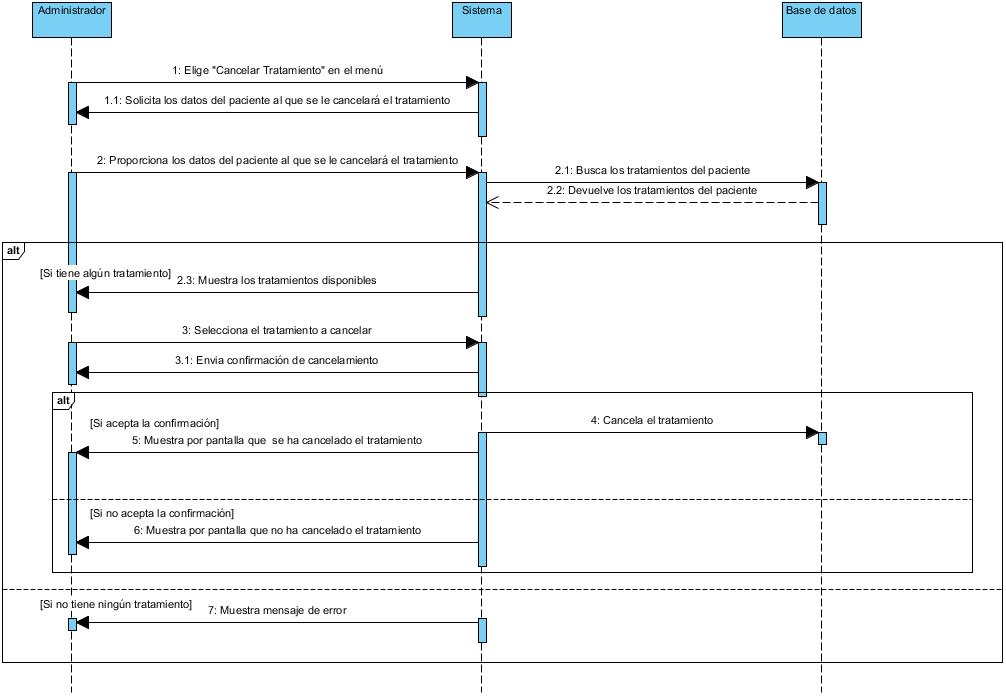 Administrador
Sistema
Base de datos
1: Elige "Cancelar Tratamiento" en el menú
1.1: Solicita los datos del paciente al que se le cancelará el tratamiento
2: Proporciona los datos del paciente al que se le cancelará el tratamiento
2.1: Busca los tratamientos del paciente
2.2: Devuelve los tratamientos del paciente
alt
[Si tiene algún tratamiento]
2.3: Muestra los tratamientos disponibles
3: Selecciona el tratamiento a cancelar
3.1: Envia confirmación de cancelamiento
alt
[Si acepta la confirmación]
4: Cancela el tratamiento
5: Muestra por pantalla que  se ha cancelado el tratamiento
[Si no acepta la confirmación]
6: Muestra por pantalla que no ha cancelado el tratamiento
[Si no tiene ningún tratamiento]
7: Muestra mensaje de error